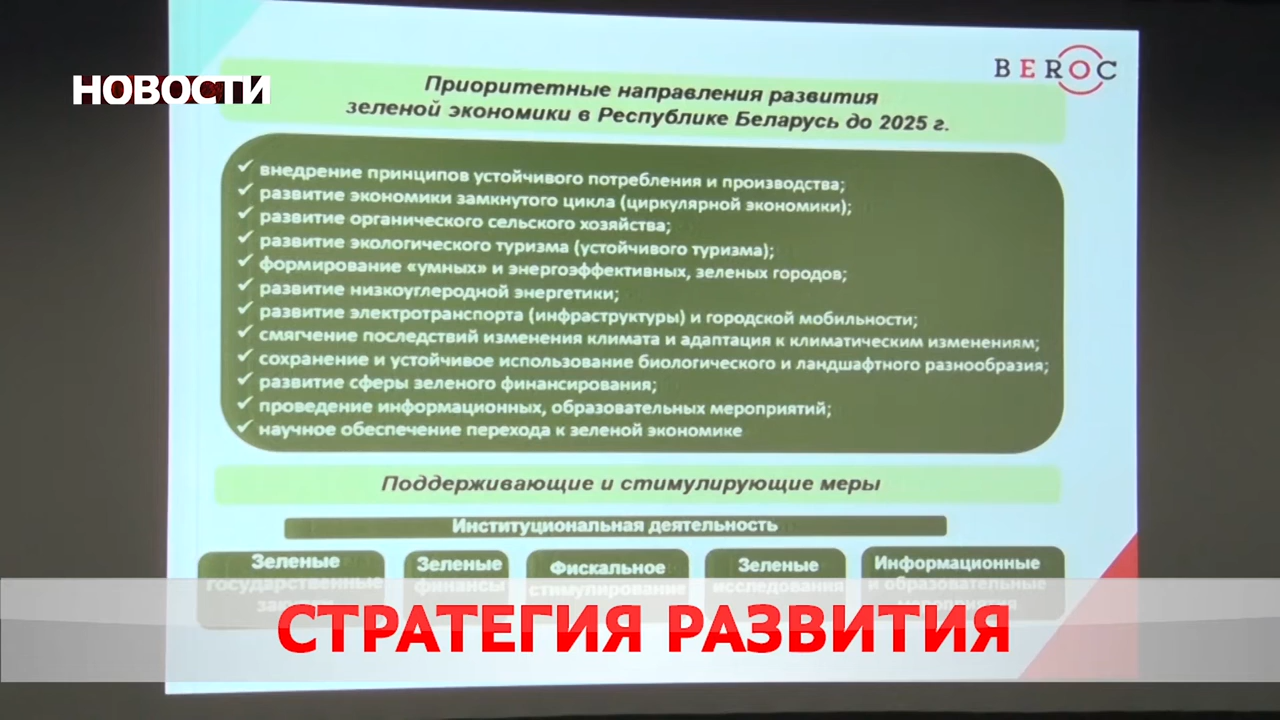 НОВОСТИ
BEROC
Приоритетные направления развития
зеленой экономики в Республике Беларусь до 2025 г.
✓ внедрение принципов устойчивого потребления и производства;
✓ развитие экономики замкнутого цикла (циркулярной экономики);
✓ развитие органического сельского хозяйства;
✓ развитие экологического туризма (устойчивого туризма);
✓ формирование «умных» и энергоэффективных, зеленых городов;
✓ развитие низкоуглеродной энергетики;
✓ развитие электротранспорта (инфраструктуры) и городской мобильности;
✓ смягчение последствий изменения климата и адаптация к климатическим изменениям;
✓ сохранение и устойчивое использование биологического и ландшафтного разнообразия;
✓ развитие сферы зеленого финансирования;
✓ проведение информационных, образовательных мероприятий;
✓ научное обеспечение перехода к зеленой экономике
Поддерживающие и стимулирующие меры
Институциональная деятельность
Зеленые
государственные
Зеленые
финансы
Фискальное
стимулирование
Зеленые
исследования
Информационные
и образовательные
СТРАТЕГИЯ РАЗВИТИЯ